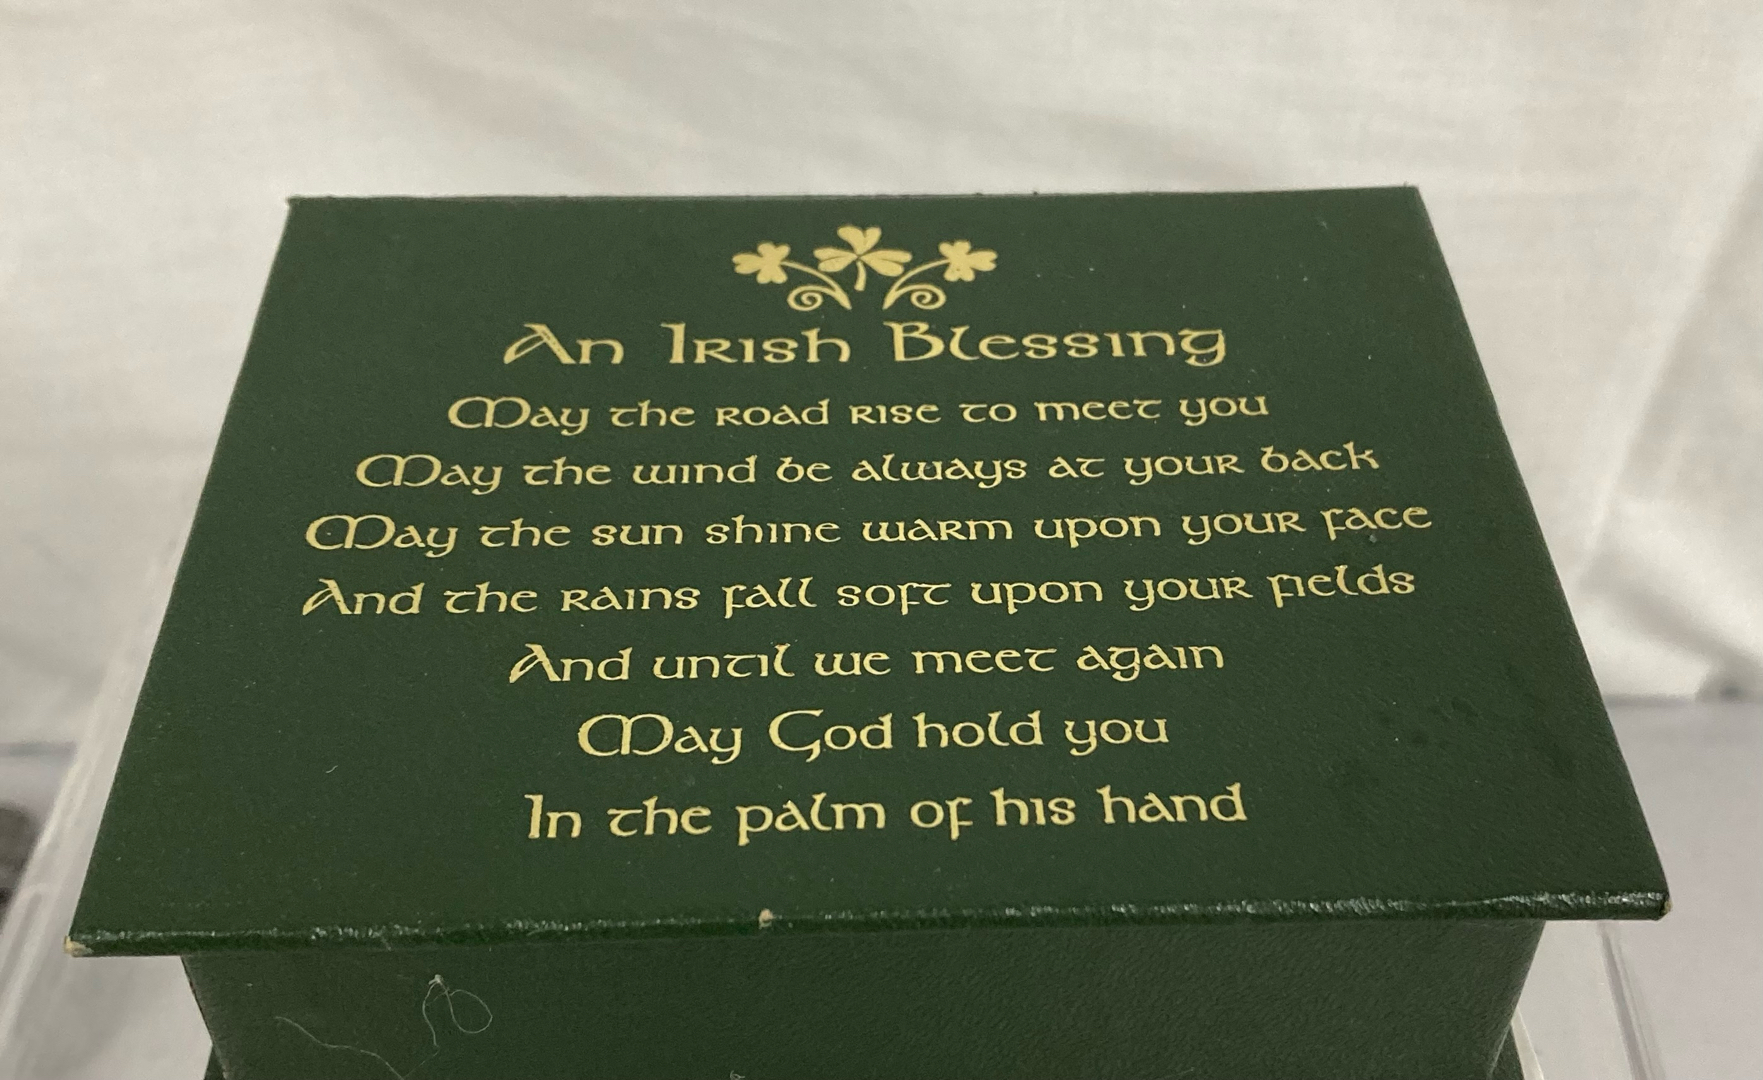 An Irish Blessing
May the road rise to meet you
May the wind be always at your back
May the sun shine warm upon your face
And the rains fall soft upon your fields
And until we meet again
May God hold you
In the palm of his hand